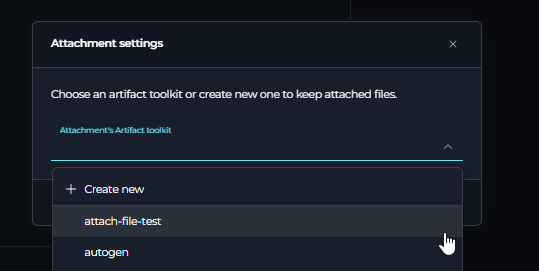 Attachment settings
Choose an artifact toolkit or create new one to keep attached files.
Attachment's Artifact toolkit
Create new
attach-file-test
autogen